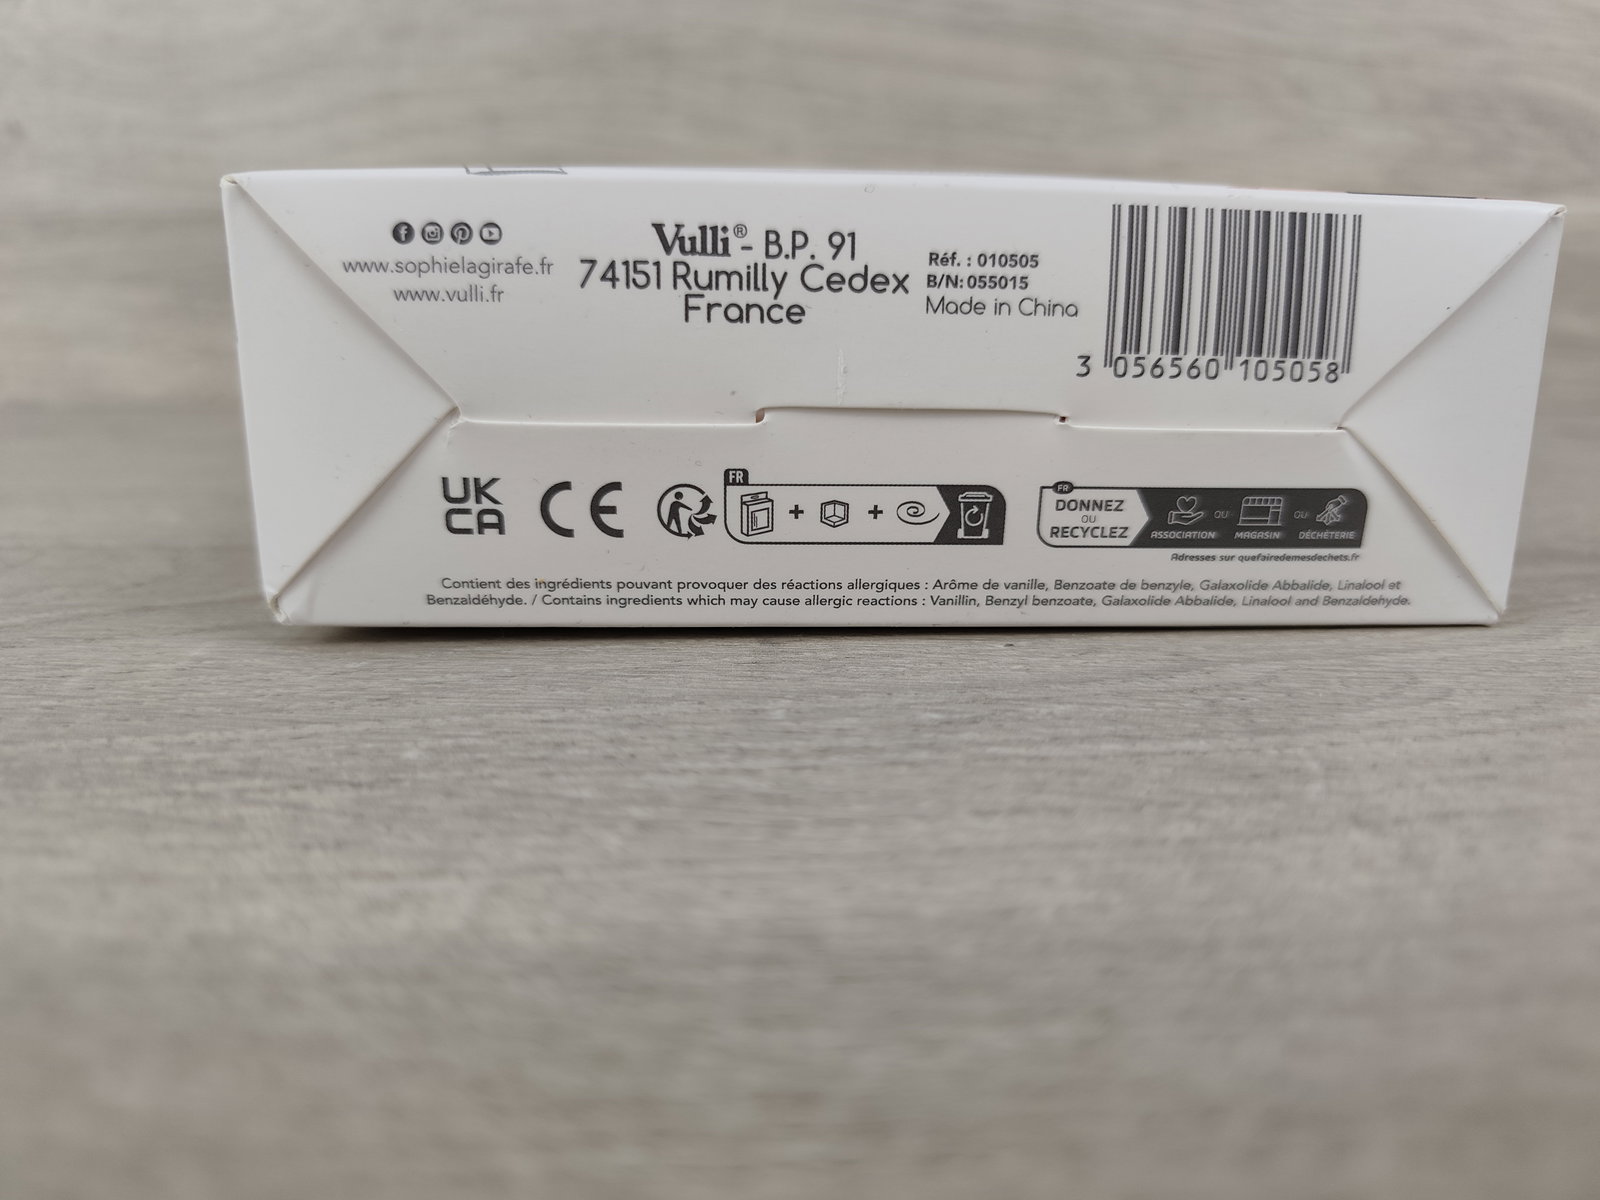 www.sophielagirafe.fr
www.vulli.fr
Vulli® - B.P. 91
74151 Rumilly Cedex
France
Réf. : 010505
B/N: 055015
Made in China
3 056560 105058
UK
CA
CE
FR
FR
DONNEZ
OU
RECYCLEZ
ASSOCIATION OU MAGASIN OU DÉCHÈTERIE
Adresses sur quefairedemesdechets.fr
Contient des ingrédients pouvant provoquer des réactions allergiques : Arôme de vanille, Benzoate de benzyle, Galaxolide Abbalide, Linalool et
Benzaldéhyde. / Contains ingredients which may cause allergic reactions : Vanillin, Benzyl benzoate, Galaxolide Abbalide, Linalool and Benzaldehyde.